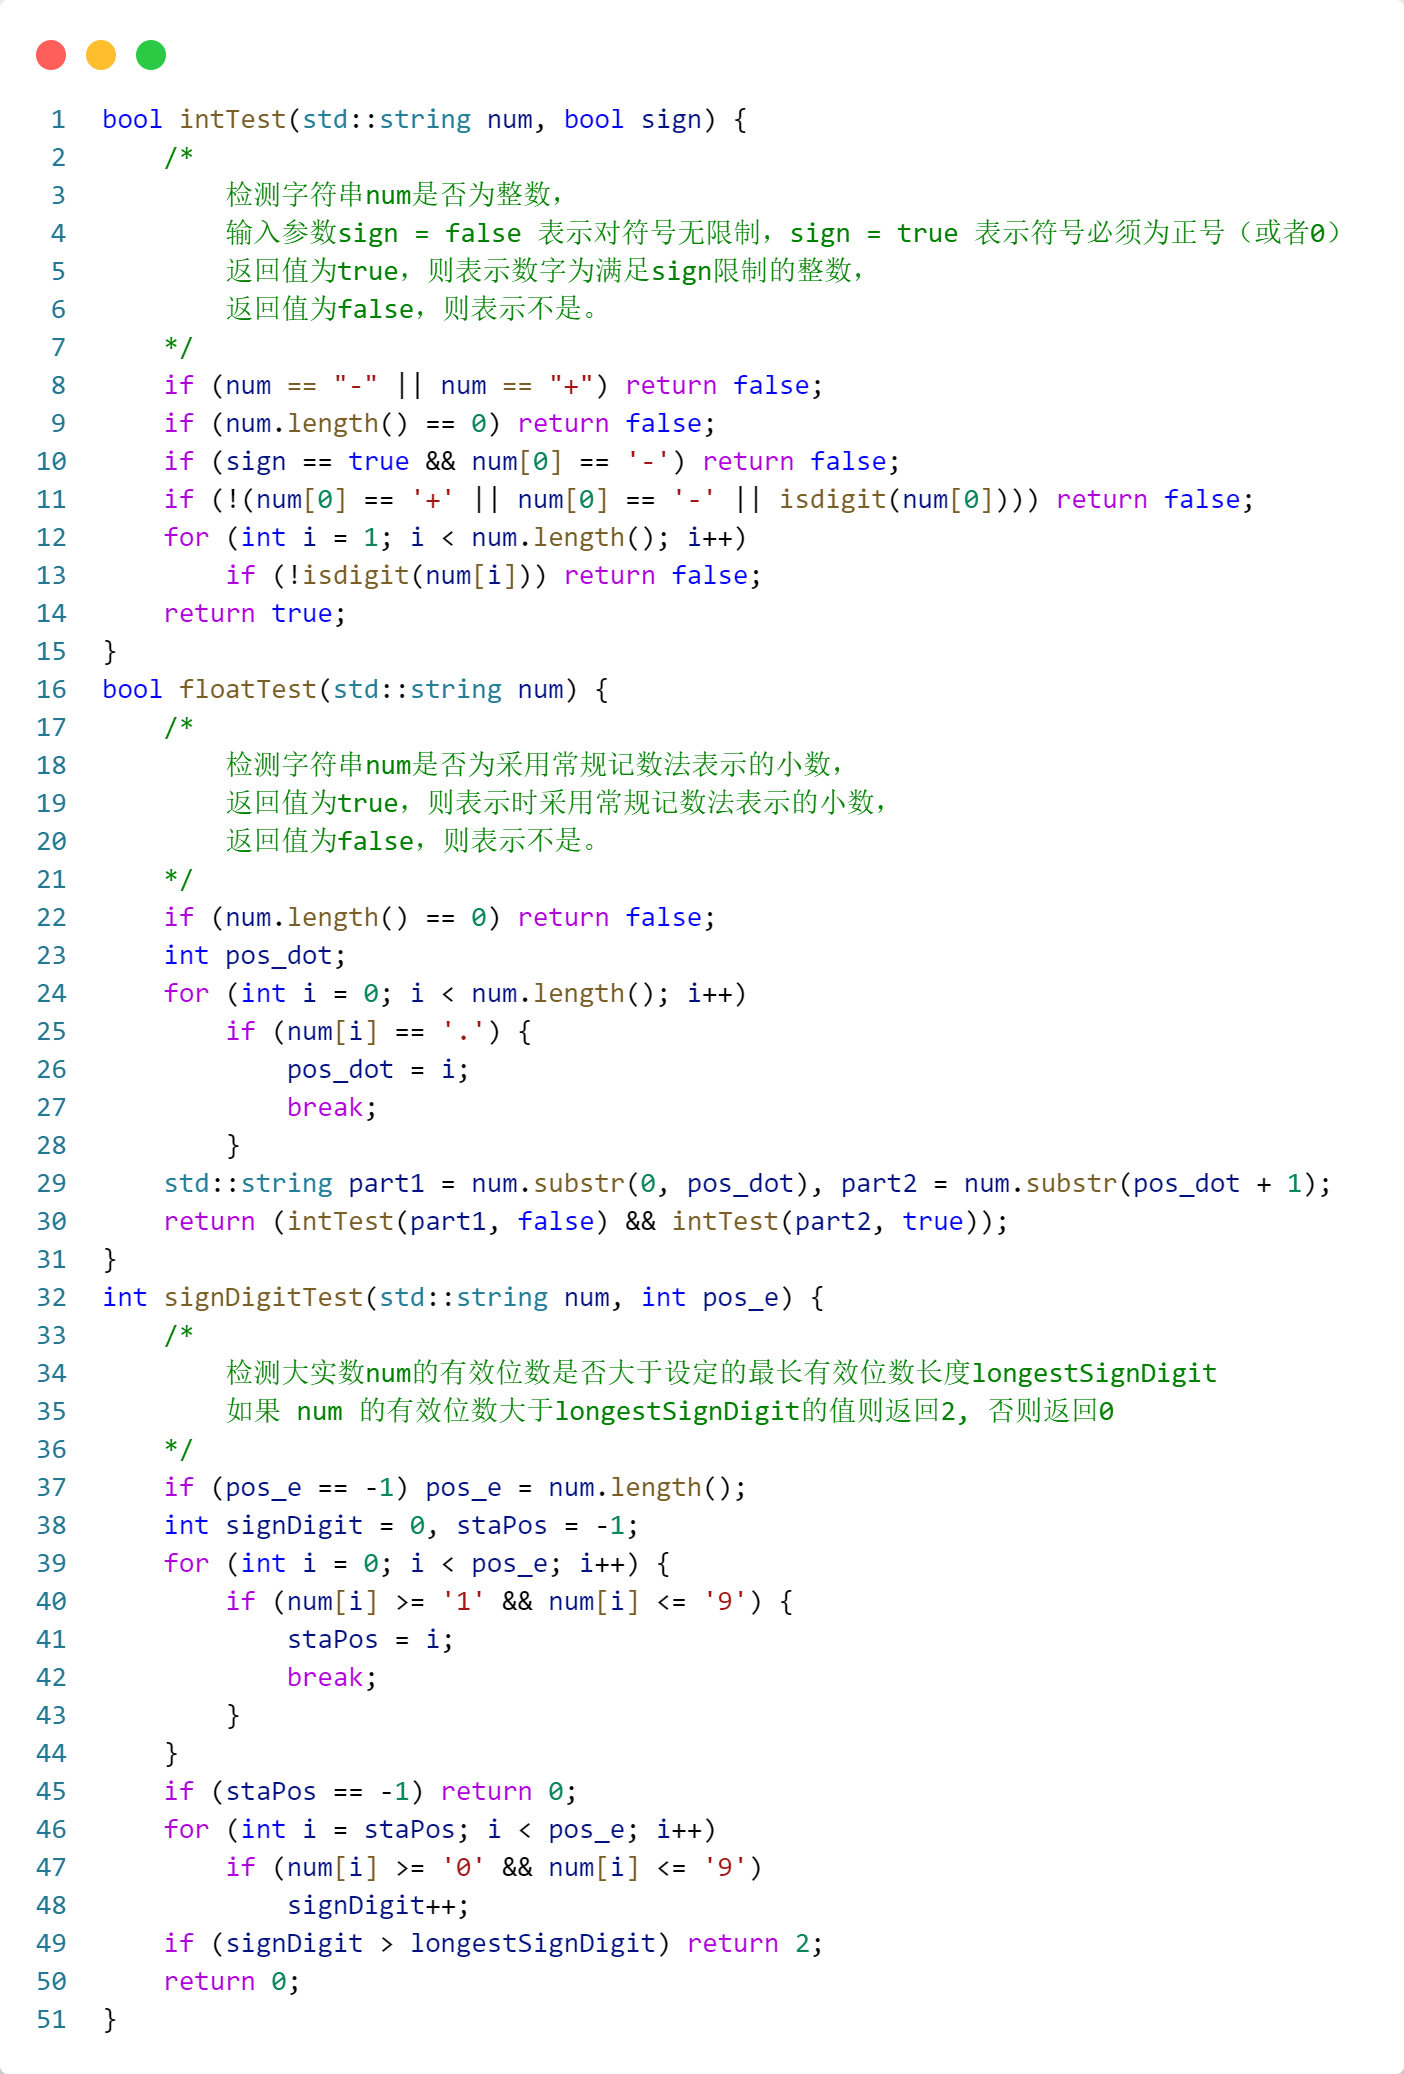 1 bool intTest(std::string num, bool sign) {
2     /*
3         检测字符串num是否为整数，
4         输入参数sign = false 表示对符号无限制，sign = true 表示符号必须为正号（或者0）
5         返回值为true，则表示数字为满足sign限制的整数，
6         返回值为false，则表示不是。
7     */
8     if (num == "-" || num == "+") return false;
9     if (num.length() == 0) return false;
10     if (sign == true && num[0] == '-') return false;
11     if (!(num[0] == '+' || num[0] == '-' || isdigit(num[0]))) return false;
12     for (int i = 1; i < num.length(); i++)
13         if (!isdigit(num[i])) return false;
14     return true;
15 }
16 bool floatTest(std::string num) {
17     /*
18         检测字符串num是否为采用常规记数法表示的小数，
19         返回值为true，则表示时采用常规记数法表示的小数，
20         返回值为false，则表示不是。
21     */
22     if (num.length() == 0) return false;
23     int pos_dot;
24     for (int i = 0; i < num.length(); i++)
25         if (num[i] == '.') {
26             pos_dot = i;
27             break;
28         }
29     std::string part1 = num.substr(0, pos_dot), part2 = num.substr(pos_dot + 1);
30     return (intTest(part1, false) && intTest(part2, true));
31 }
32 int signDigitTest(std::string num, int pos_e) {
33     /*
34         检测大实数num的有效位数是否大于设定的最长有效位数长度longestSignDigit
35         如果 num 的有效位数大于longestSignDigit的值则返回2, 否则返回0
36     */
37     if (pos_e == -1) pos_e = num.length();
38     int signDigit = 0, staPos = -1;
39     for (int i = 0; i < pos_e; i++) {
40         if (num[i] >= '1' && num[i] <= '9') {
41             staPos = i;
42             break;
43         }
44     }
45     if (staPos == -1) return 0;
46     for (int i = staPos; i < pos_e; i++)
47         if (num[i] >= '0' && num[i] <= '9')
48             signDigit++;
49     if (signDigit > longestSignDigit) return 2;
50     return 0;
51 }